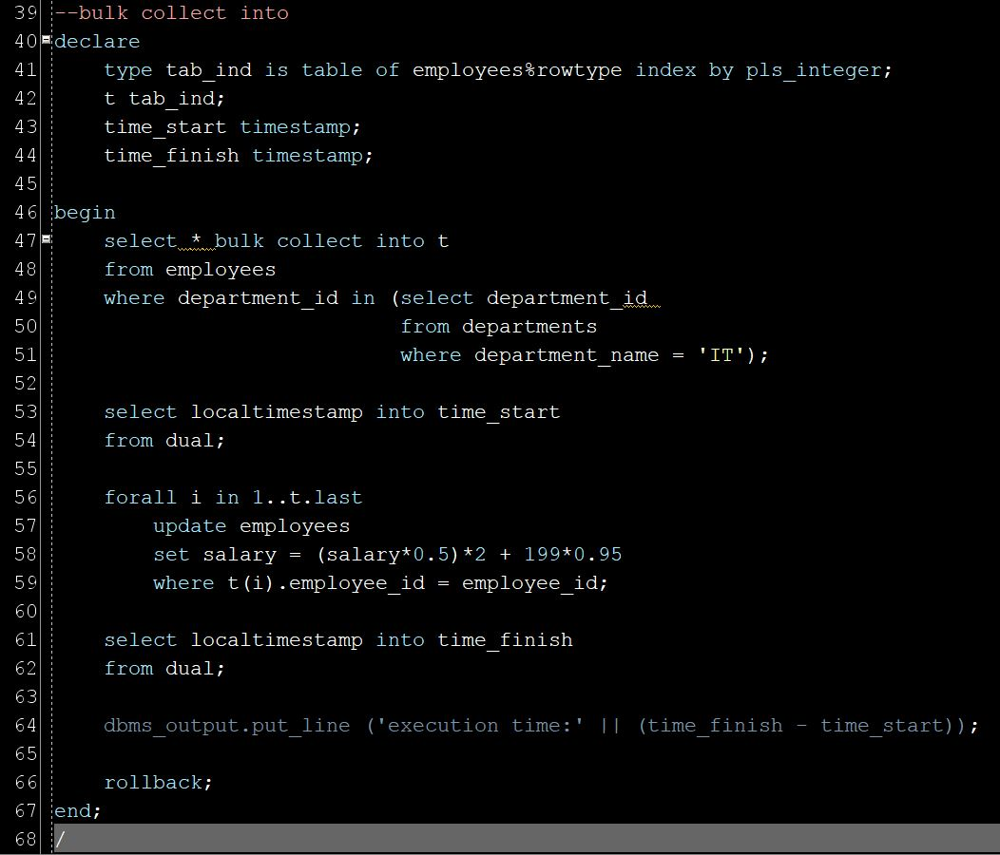 39 --bulk collect into
40 declare
41     type tab_ind is table of employees%rowtype index by pls_integer;
42     t tab_ind;
43     time_start timestamp;
44     time_finish timestamp;
45
46 begin
47     select * bulk collect into t
48     from employees
49     where department_id in (select department_id
50                             from departments
51                             where department_name = 'IT');
52
53     select localtimestamp into time_start
54     from dual;
55
56     forall i in 1..t.last
57         update employees
58         set salary = (salary*0.5)*2 + 199*0.95
59         where t(i).employee_id = employee_id;
60
61     select localtimestamp into time_finish
62     from dual;
63
64     dbms_output.put_line ('execution time:' || (time_finish - time_start));
65
66     rollback;
67 end;
68 /